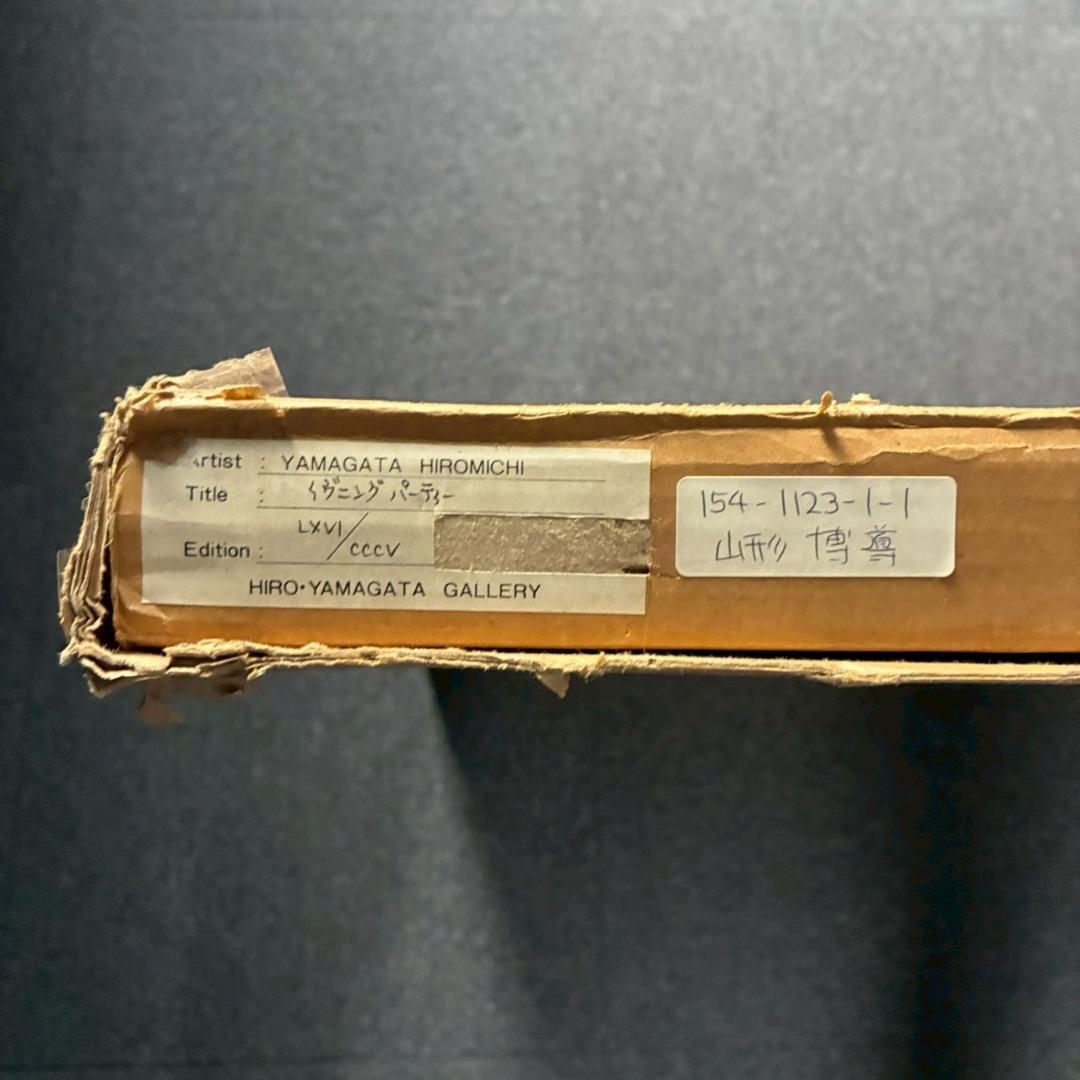 Artist : YAMAGATA HIROMICHI
Title : イヴニングパーティー
Edition : LXVI/CCCV
HIRO・YAMAGATA GALLERY
154-1123-1-1
山形 博導